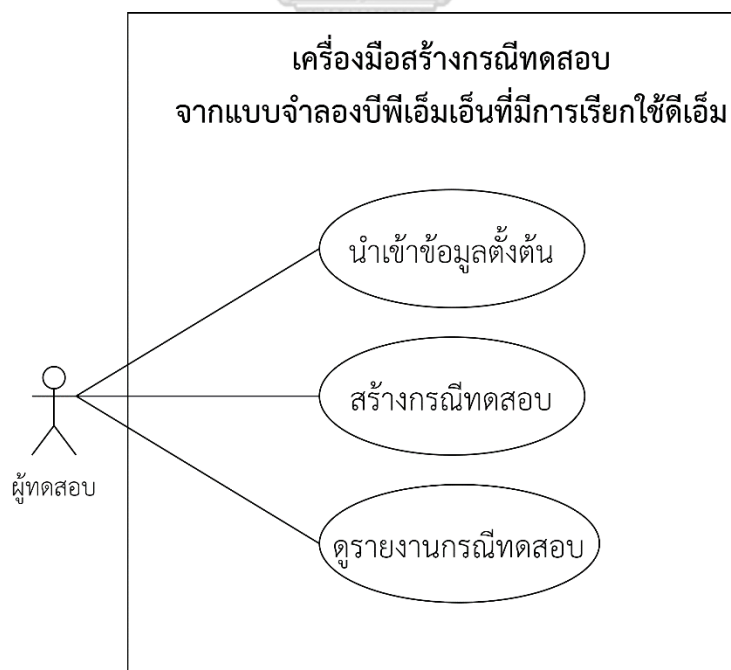 เครื่องมือสร้างกรณีทดสอบ
จากแบบจำลองบีพีเอ็มเอ็นที่มีการเรียกใช้ดีเอ็ม
นำเข้าข้อมูลตั้งต้น
สร้างกรณีทดสอบ
ผู้ทดสอบ
ดูรายงานกรณีทดสอบ